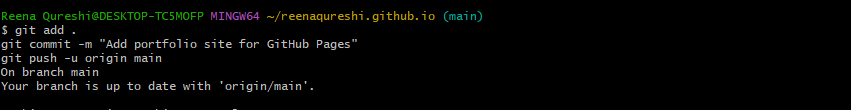 Reena Qureshi@DESKTOP-TC5MOFP MINGW64 ~/reenaqureshi.github.io (main)
$ git add .
git commit -m "Add portfolio site for GitHub Pages"
git push -u origin main
On branch main
Your branch is up to date with 'origin/main'.